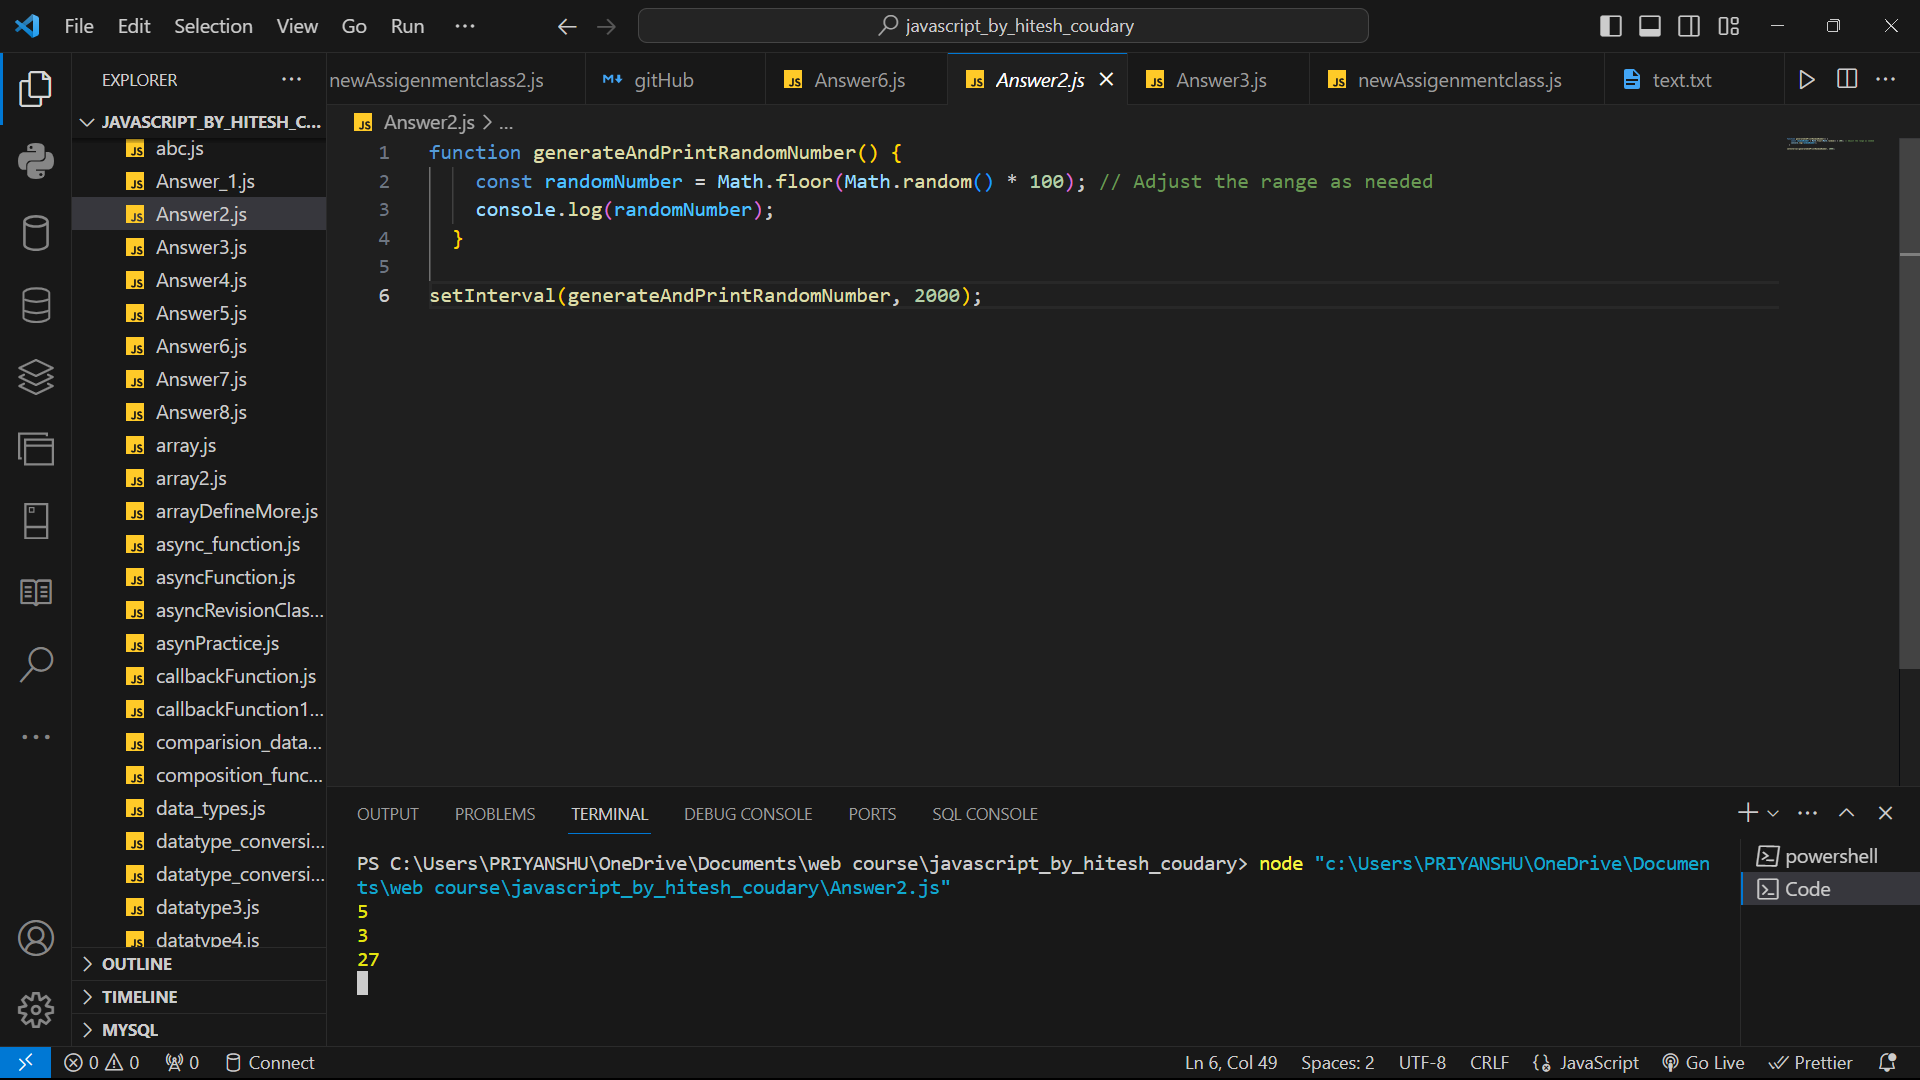 File Edit Selection View Go Run ···
javascript_by_hitesh_coudary
EXPLORER ···
newAssigenmentclass2.js
gitHub
Answer6.js
Answer2.js
Answer3.js
newAssigenmentclass.js
text.txt
JAVASCRIPT_BY_HITESH_C...
abc.js
Answer_1.js
Answer2.js
Answer3.js
Answer4.js
Answer5.js
Answer6.js
Answer7.js
Answer8.js
array.js
array2.js
arrayDefineMore.js
async_function.js
asyncFunction.js
asyncRevisionClas...
asynPractice.js
callbackFunction.js
callbackFunction1...
comparision_data...
composition_func...
data_types.js
datatype_conversi...
datatype_conversi...
datatype3.js
datatype4.js
OUTLINE
TIMELINE
MYSQL
JS Answer2.js > ...
1 function generateAndPrintRandomNumber() {
2 const randomNumber = Math.floor(Math.random() * 100); // Adjust the range as needed
3 console.log(randomNumber);
4 }
5
6 setInterval(generateAndPrintRandomNumber, 2000);
OUTPUT PROBLEMS TERMINAL DEBUG CONSOLE PORTS SQL CONSOLE
PS C:\Users\PRIYANSHU\OneDrive\Documents\web course\javascript_by_hitesh_coudary> node "c:\Users\PRIYANSHU\OneDrive\Documen
ts\web course\javascript_by_hitesh_coudary\Answer2.js"
5
3
27
powershell
Code
0 0 0 Connect Ln 6, Col 49 Spaces: 2 UTF-8 CRLF JavaScript Go Live Prettier